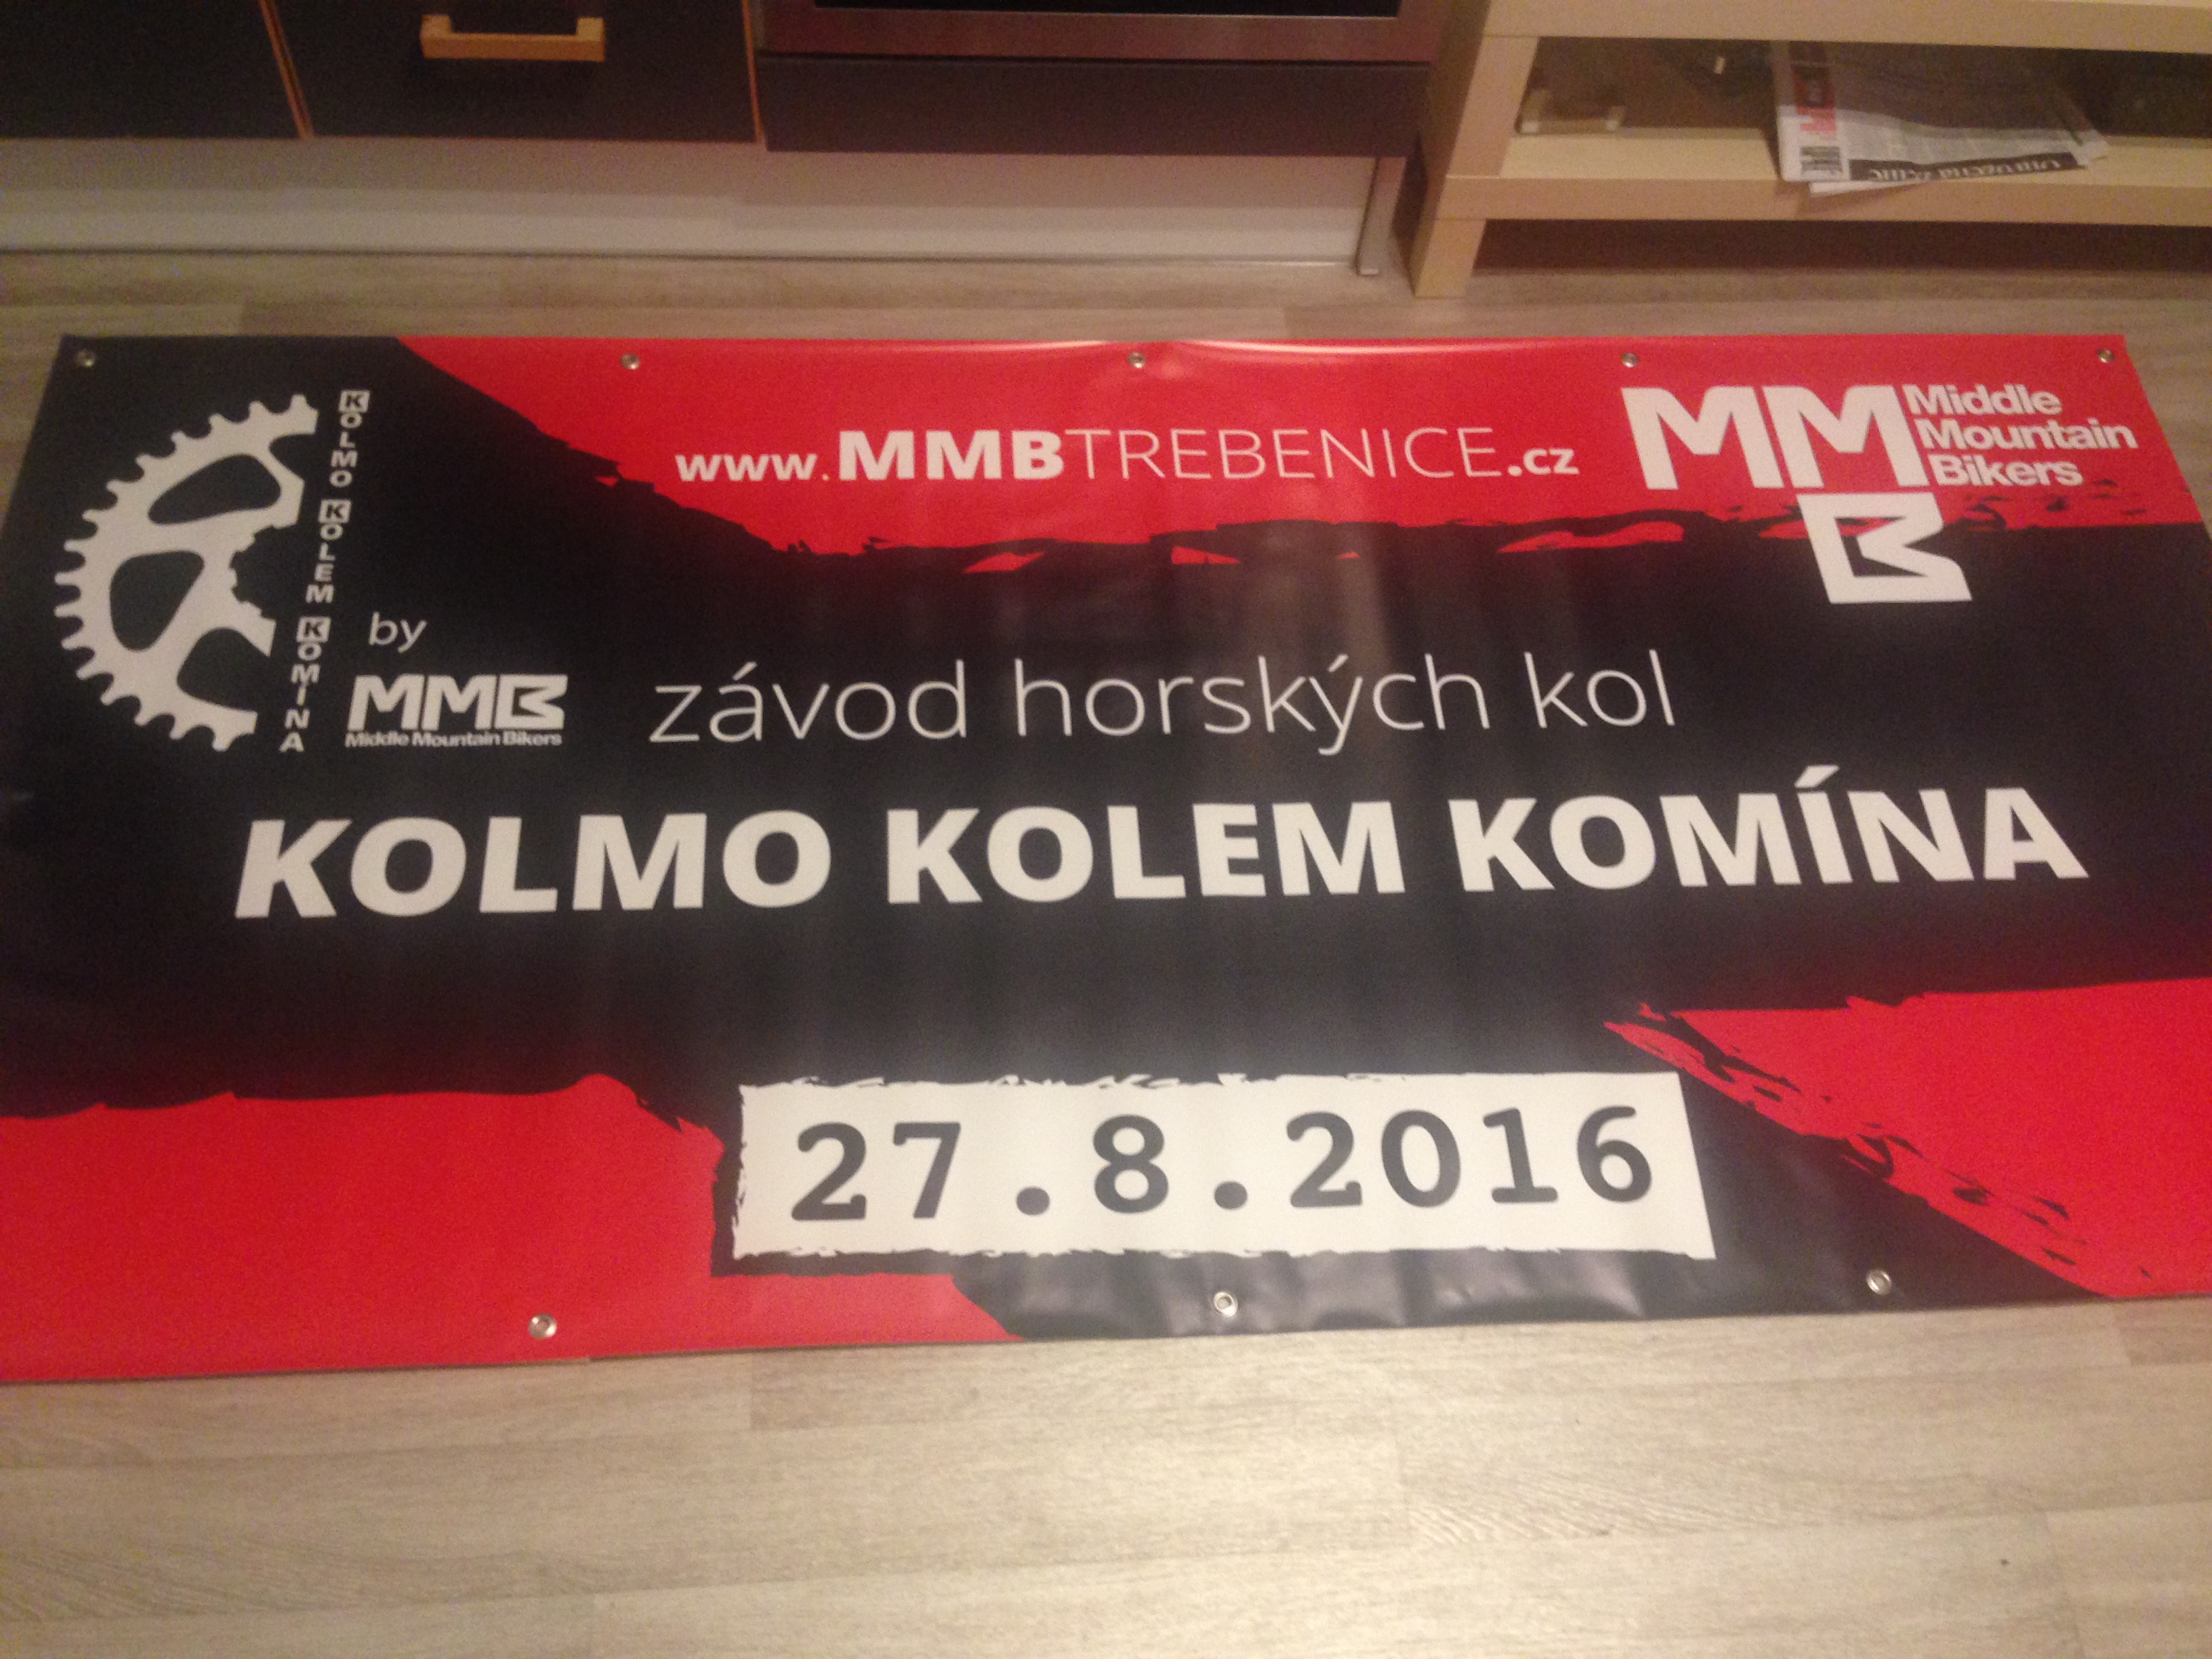 KOLMO KOLEM KOMÍNA
by
MMB
Middle Mountain Bikers
www.MMBTREBENICE.cz
MM
B
Middle
Mountain
Bikers
závod horských kol
KOLMO KOLEM KOMÍNA
27.8.2016